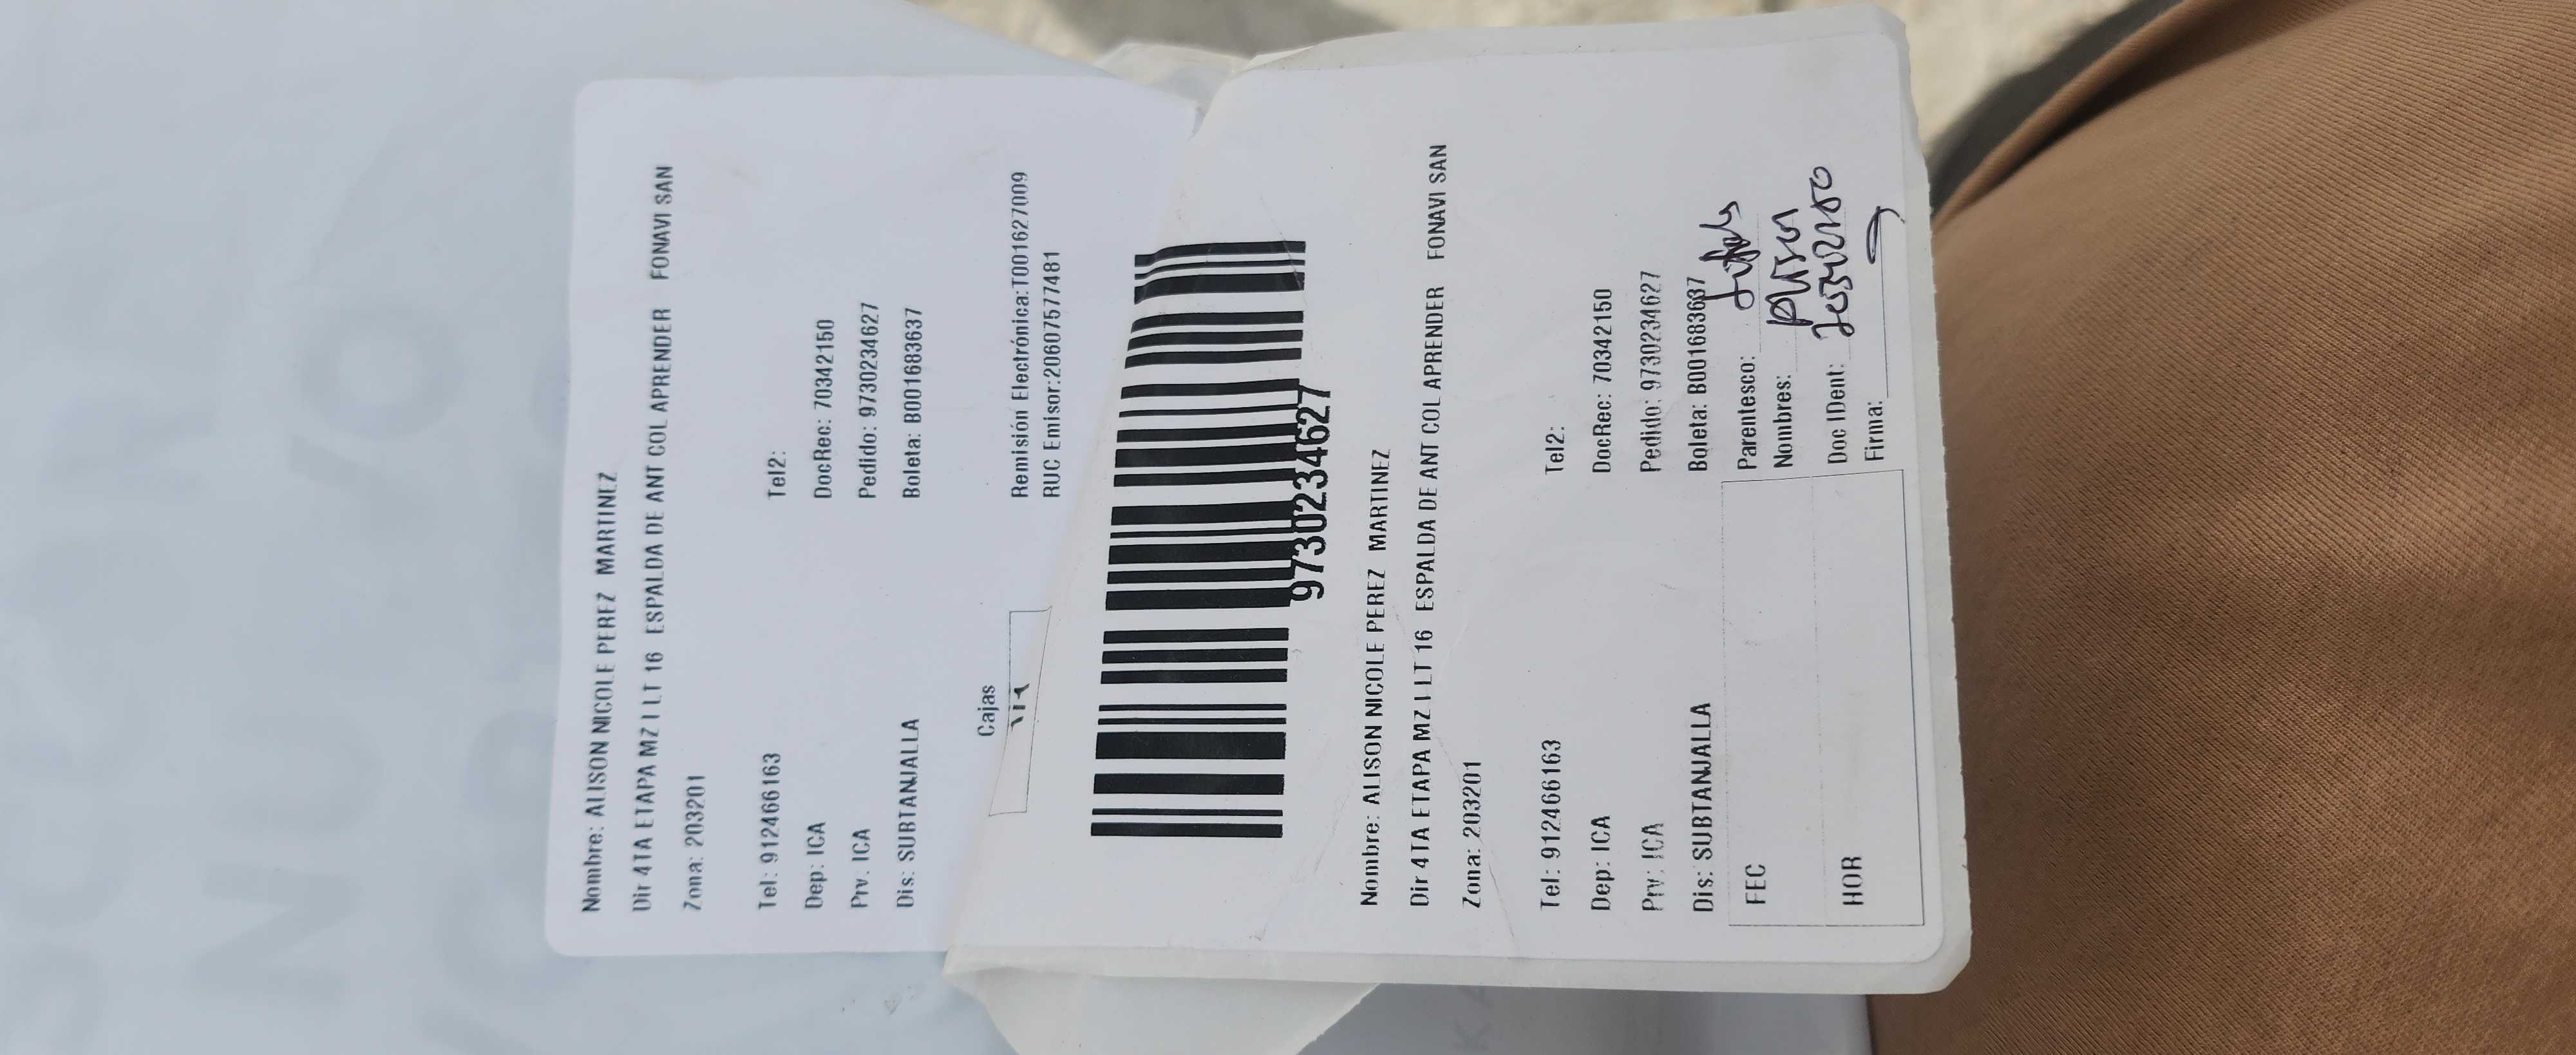 Nombre: ALISON NICOLE PEREZ MARTINEZ
Dir 4TA ETAPA MZ I LT 16 ESPALDA DE ANT COL APRENDER FONAVI SAN
Zona: 203201
Tel: 912466163 Tel2:
Dep: ICA DocRec: 70342150
Prv: ICA Pedido: 9730234627
Dis: SUBTANJALLA Boleta: B001683637
Cajas
Remisión Electrónica:T001627009
RUC Emisor:20607577481
9730234627
Nombre: ALISON NICOLE PEREZ MARTINEZ
Dir 4TA ETAPA MZ I LT 16 ESPALDA DE ANT COL APRENDER FONAVI SAN
Zona: 203201
Tel: 912466163 Tel2:
Dep: ICA DocRec: 70342150
Prv: ICA Pedido: 9730234627
Dis: SUBTANJALLA Boleta: B001683637
FEC
HOR
Parentesco:
Nombres:
Doc IDent: 70342150
Firma: